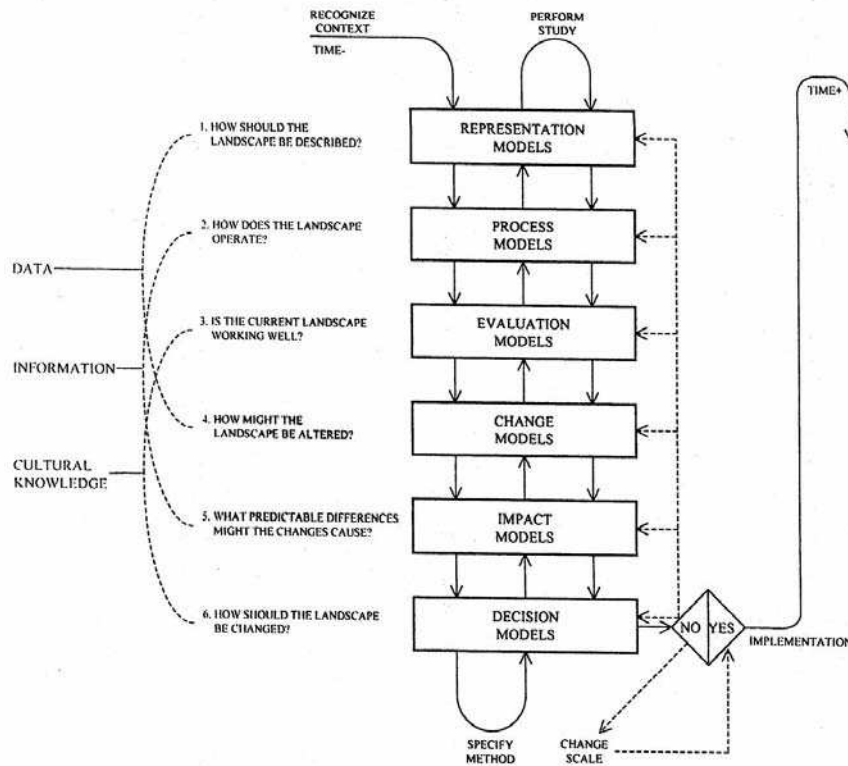 RECOGNIZE
CONTEXT
TIME-
PERFORM
STUDY
TIME+
1. HOW SHOULD THE
LANDSCAPE BE DESCRIBED?
REPRESENTATION
MODELS
2. HOW DOES THE LANDSCAPE
OPERATE?
PROCESS
MODELS
DATA
3. IS THE CURRENT LANDSCAPE
WORKING WELL?
EVALUATION
MODELS
INFORMATION
4. HOW MIGHT THE
LANDSCAPE BE ALTERED?
CHANGE
MODELS
CULTURAL
KNOWLEDGE
5. WHAT PREDICTABLE DIFFERENCES
MIGHT THE CHANGES CAUSE?
IMPACT
MODELS
6. HOW SHOULD THE LANDSCAPE
BE CHANGED?
DECISION
MODELS
NO YES
IMPLEMENTATION
SPECIFY
METHOD
CHANGE
SCALE